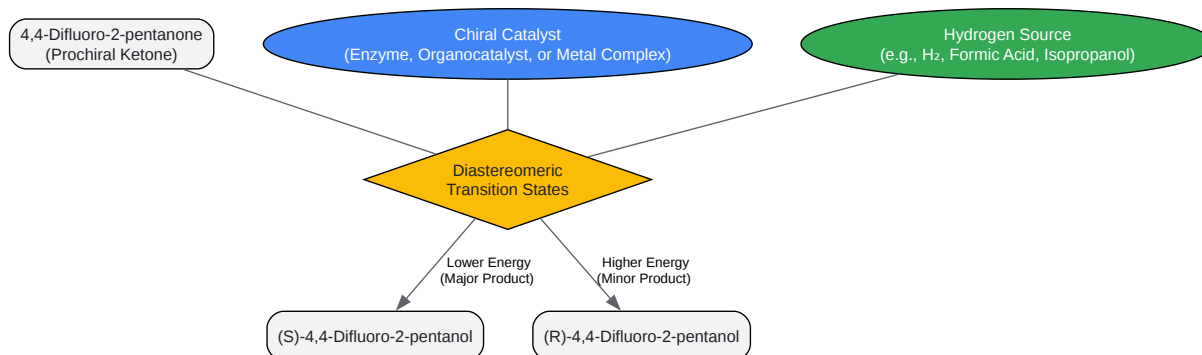 4,4-Difluoro-2-pentanone
(Prochiral Ketone)
Chiral Catalyst
(Enzyme, Organocatalyst, or Metal Complex)
Hydrogen Source
(e.g., H₂, Formic Acid, Isopropanol)
Diastereomeric
Transition States
Lower Energy
(Major Product)
Higher Energy
(Minor Product)
(S)-4,4-Difluoro-2-pentanol
(R)-4,4-Difluoro-2-pentanol